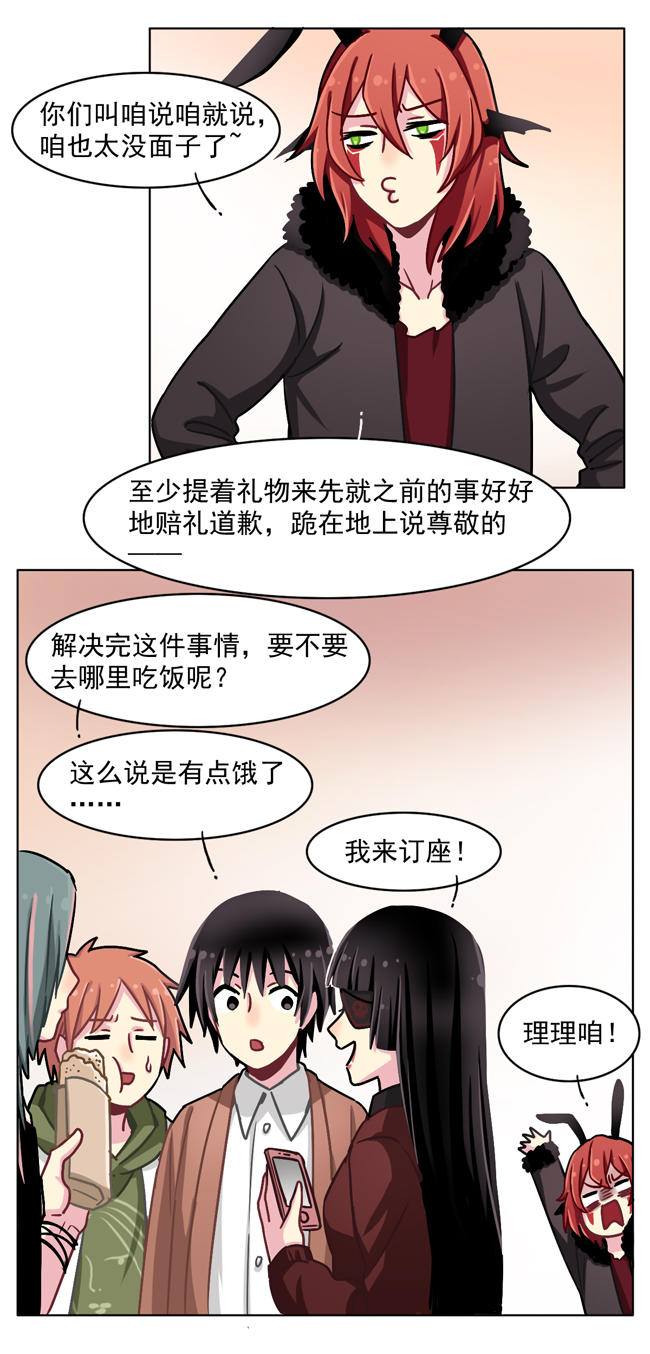 你们叫咱说咱就说，
咱也太没面子了~
至少提着礼物来先就之前的事好好
地赔礼道歉，跪在地上说尊敬的
——
解决完这件事情，要不要
去哪里吃饭呢？
这么说是有点饿了
……
我来订座！
理理咱！